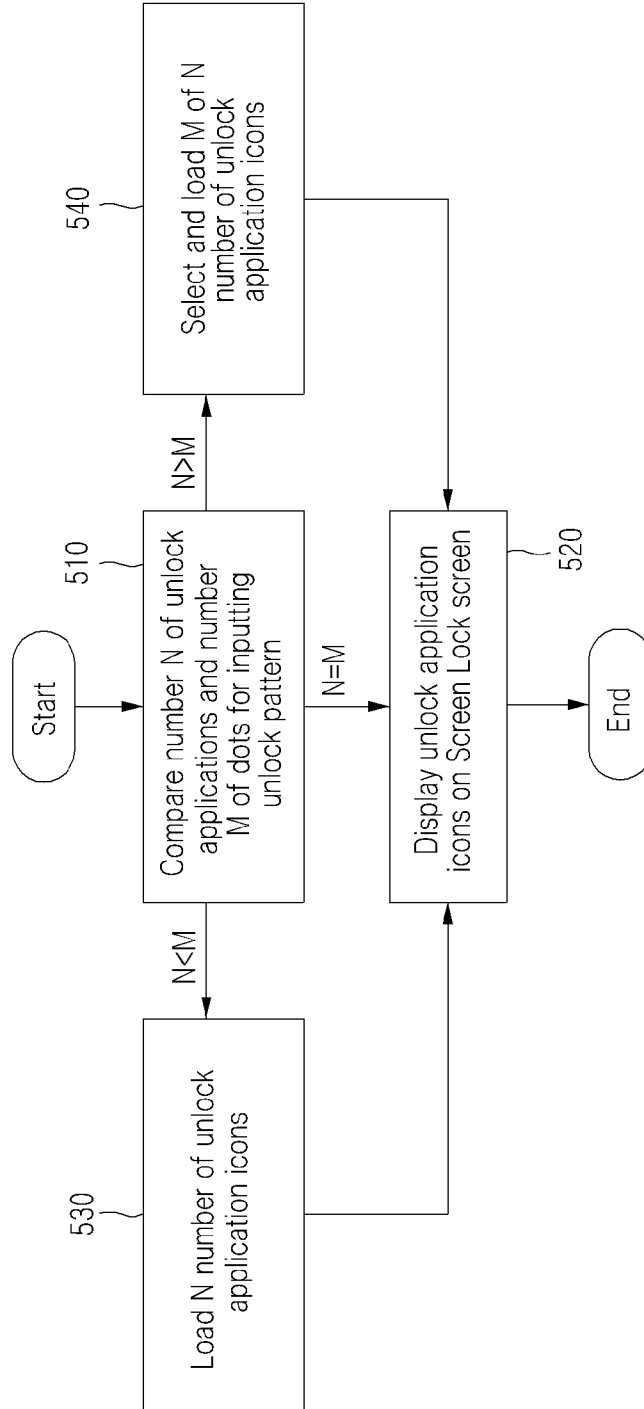 Start
510
Compare number N of unlock
applications and number
M of dots for inputting
unlock pattern
N<M
N=M
N>M
530
Load N number of unlock
application icons
540
Select and load M of N
number of unlock
application icons
520
Display unlock application
icons on Screen Lock screen
End